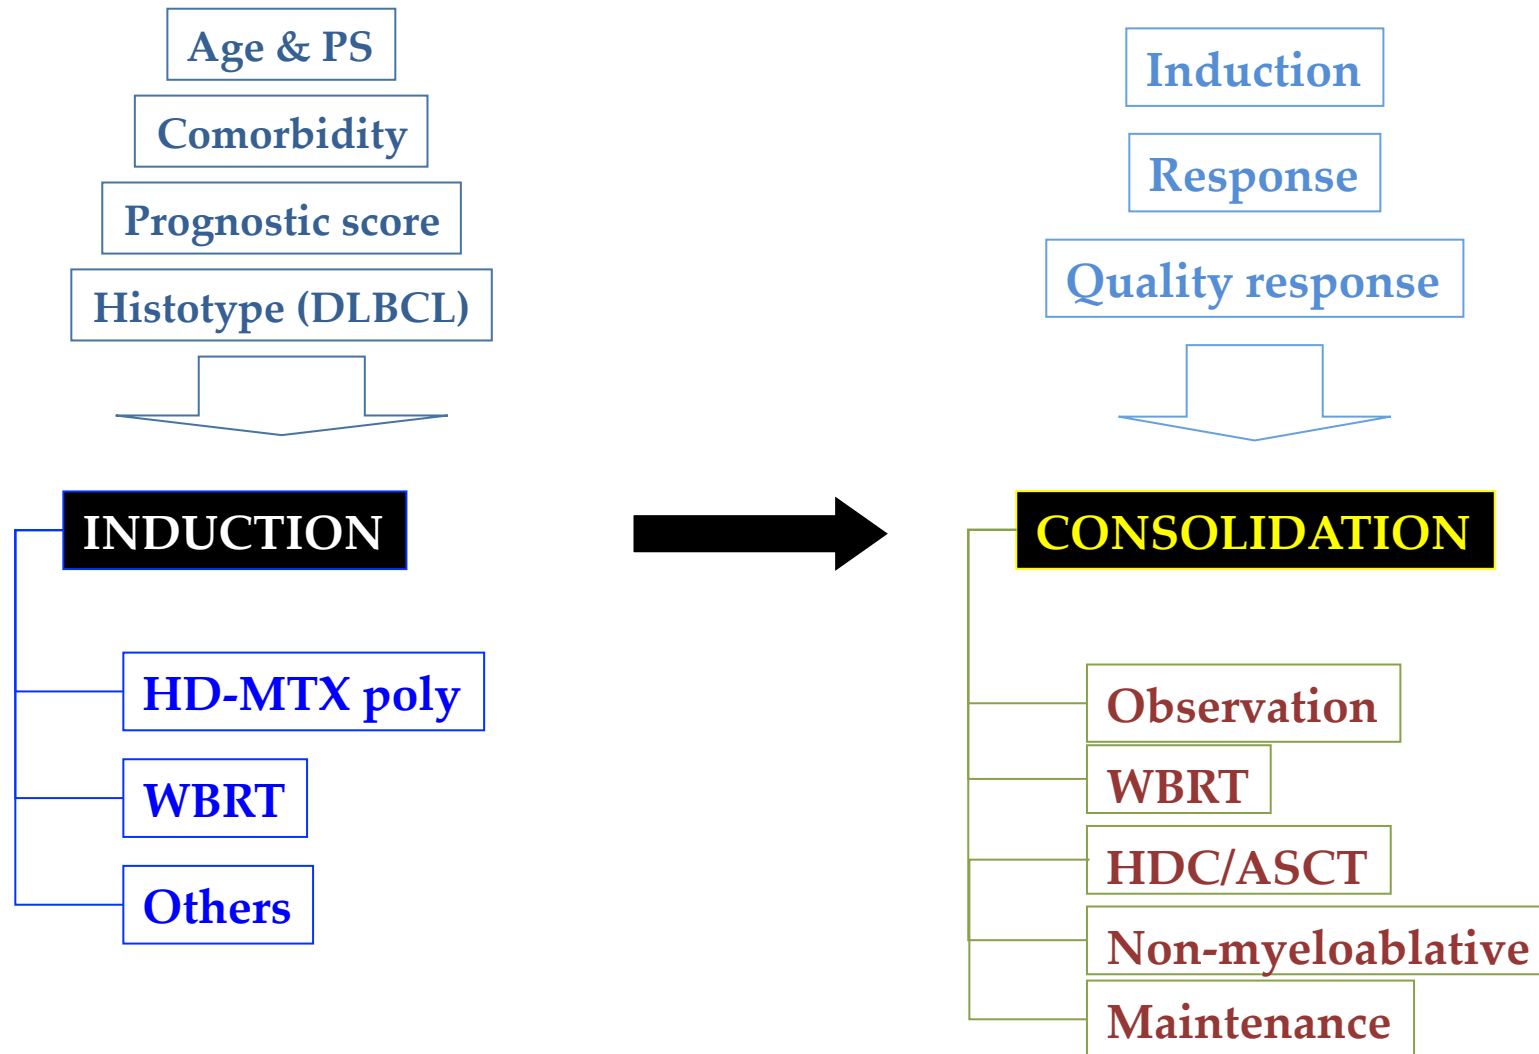 Age & PS
Comorbidity
Prognostic score
Histotype (DLBCL)
INDUCTION
HD-MTX poly
WBRT
Others
Induction
Response
Quality response
CONSOLIDATION
Observation
WBRT
HDC/ASCT
Non-myeloablative
Maintenance